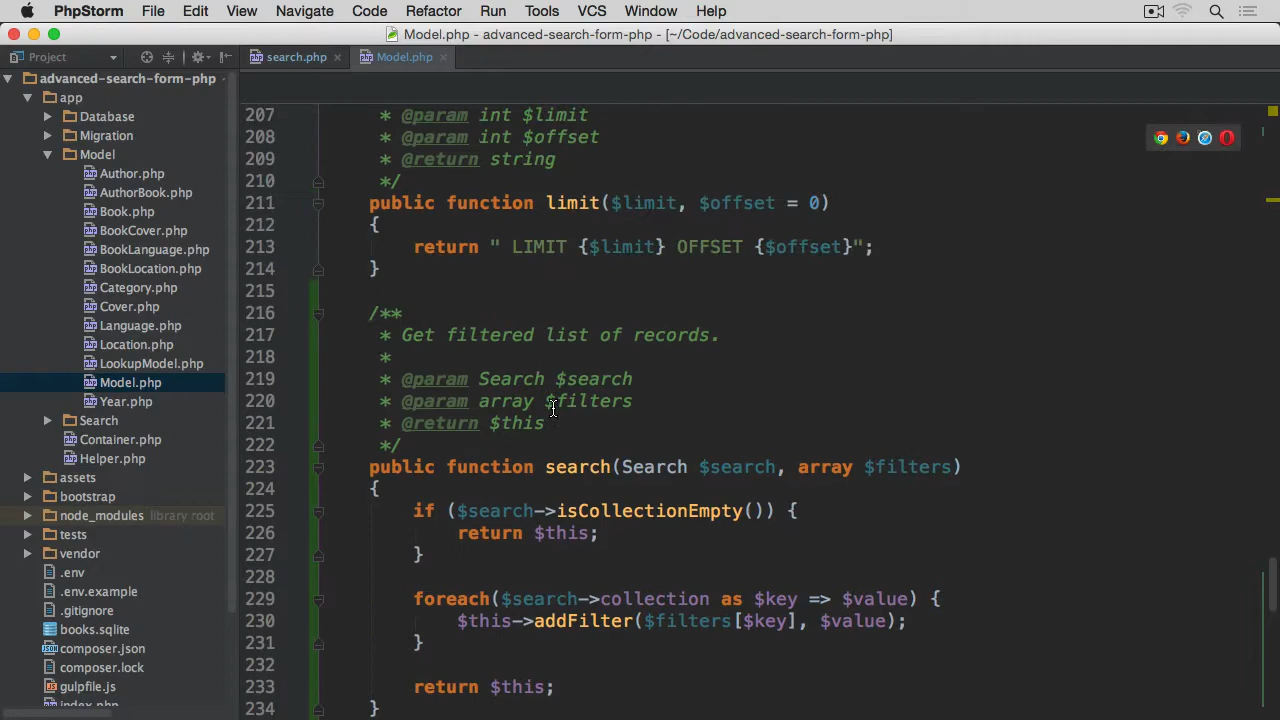 PhpStorm File Edit View Navigate Code Refactor Run Tools VCS Window Help
Model.php - advanced-search-form-php - [~/Code/advanced-search-form-php]
Project search.php Model.php
advanced-search-form-php
app
Database
Migration
Model
Author.php
AuthorBook.php
Book.php
BookCover.php
BookLanguage.php
BookLocation.php
Category.php
Cover.php
Language.php
Location.php
LookupModel.php
Model.php
Year.php
Search
Container.php
Helper.php
assets
bootstrap
node_modules library root
tests
vendor
.env
.env.example
.gitignore
books.sqlite
composer.json
composer.lock
gulpfile.js
index.php
207 * @param int $limit
208 * @param int $offset
209 * @return string
210 */
211 public function limit($limit, $offset = 0)
212 {
213 return " LIMIT {$limit} OFFSET {$offset}";
214 }
215
216 /**
217 * Get filtered list of records.
218 *
219 * @param Search $search
220 * @param array $filters
221 * @return $this
222 */
223 public function search(Search $search, array $filters)
224 {
225 if ($search->isCollectionEmpty()) {
226 return $this;
227 }
228
229 foreach($search->collection as $key => $value) {
230 $this->addFilter($filters[$key], $value);
231 }
232
233 return $this;
234 }